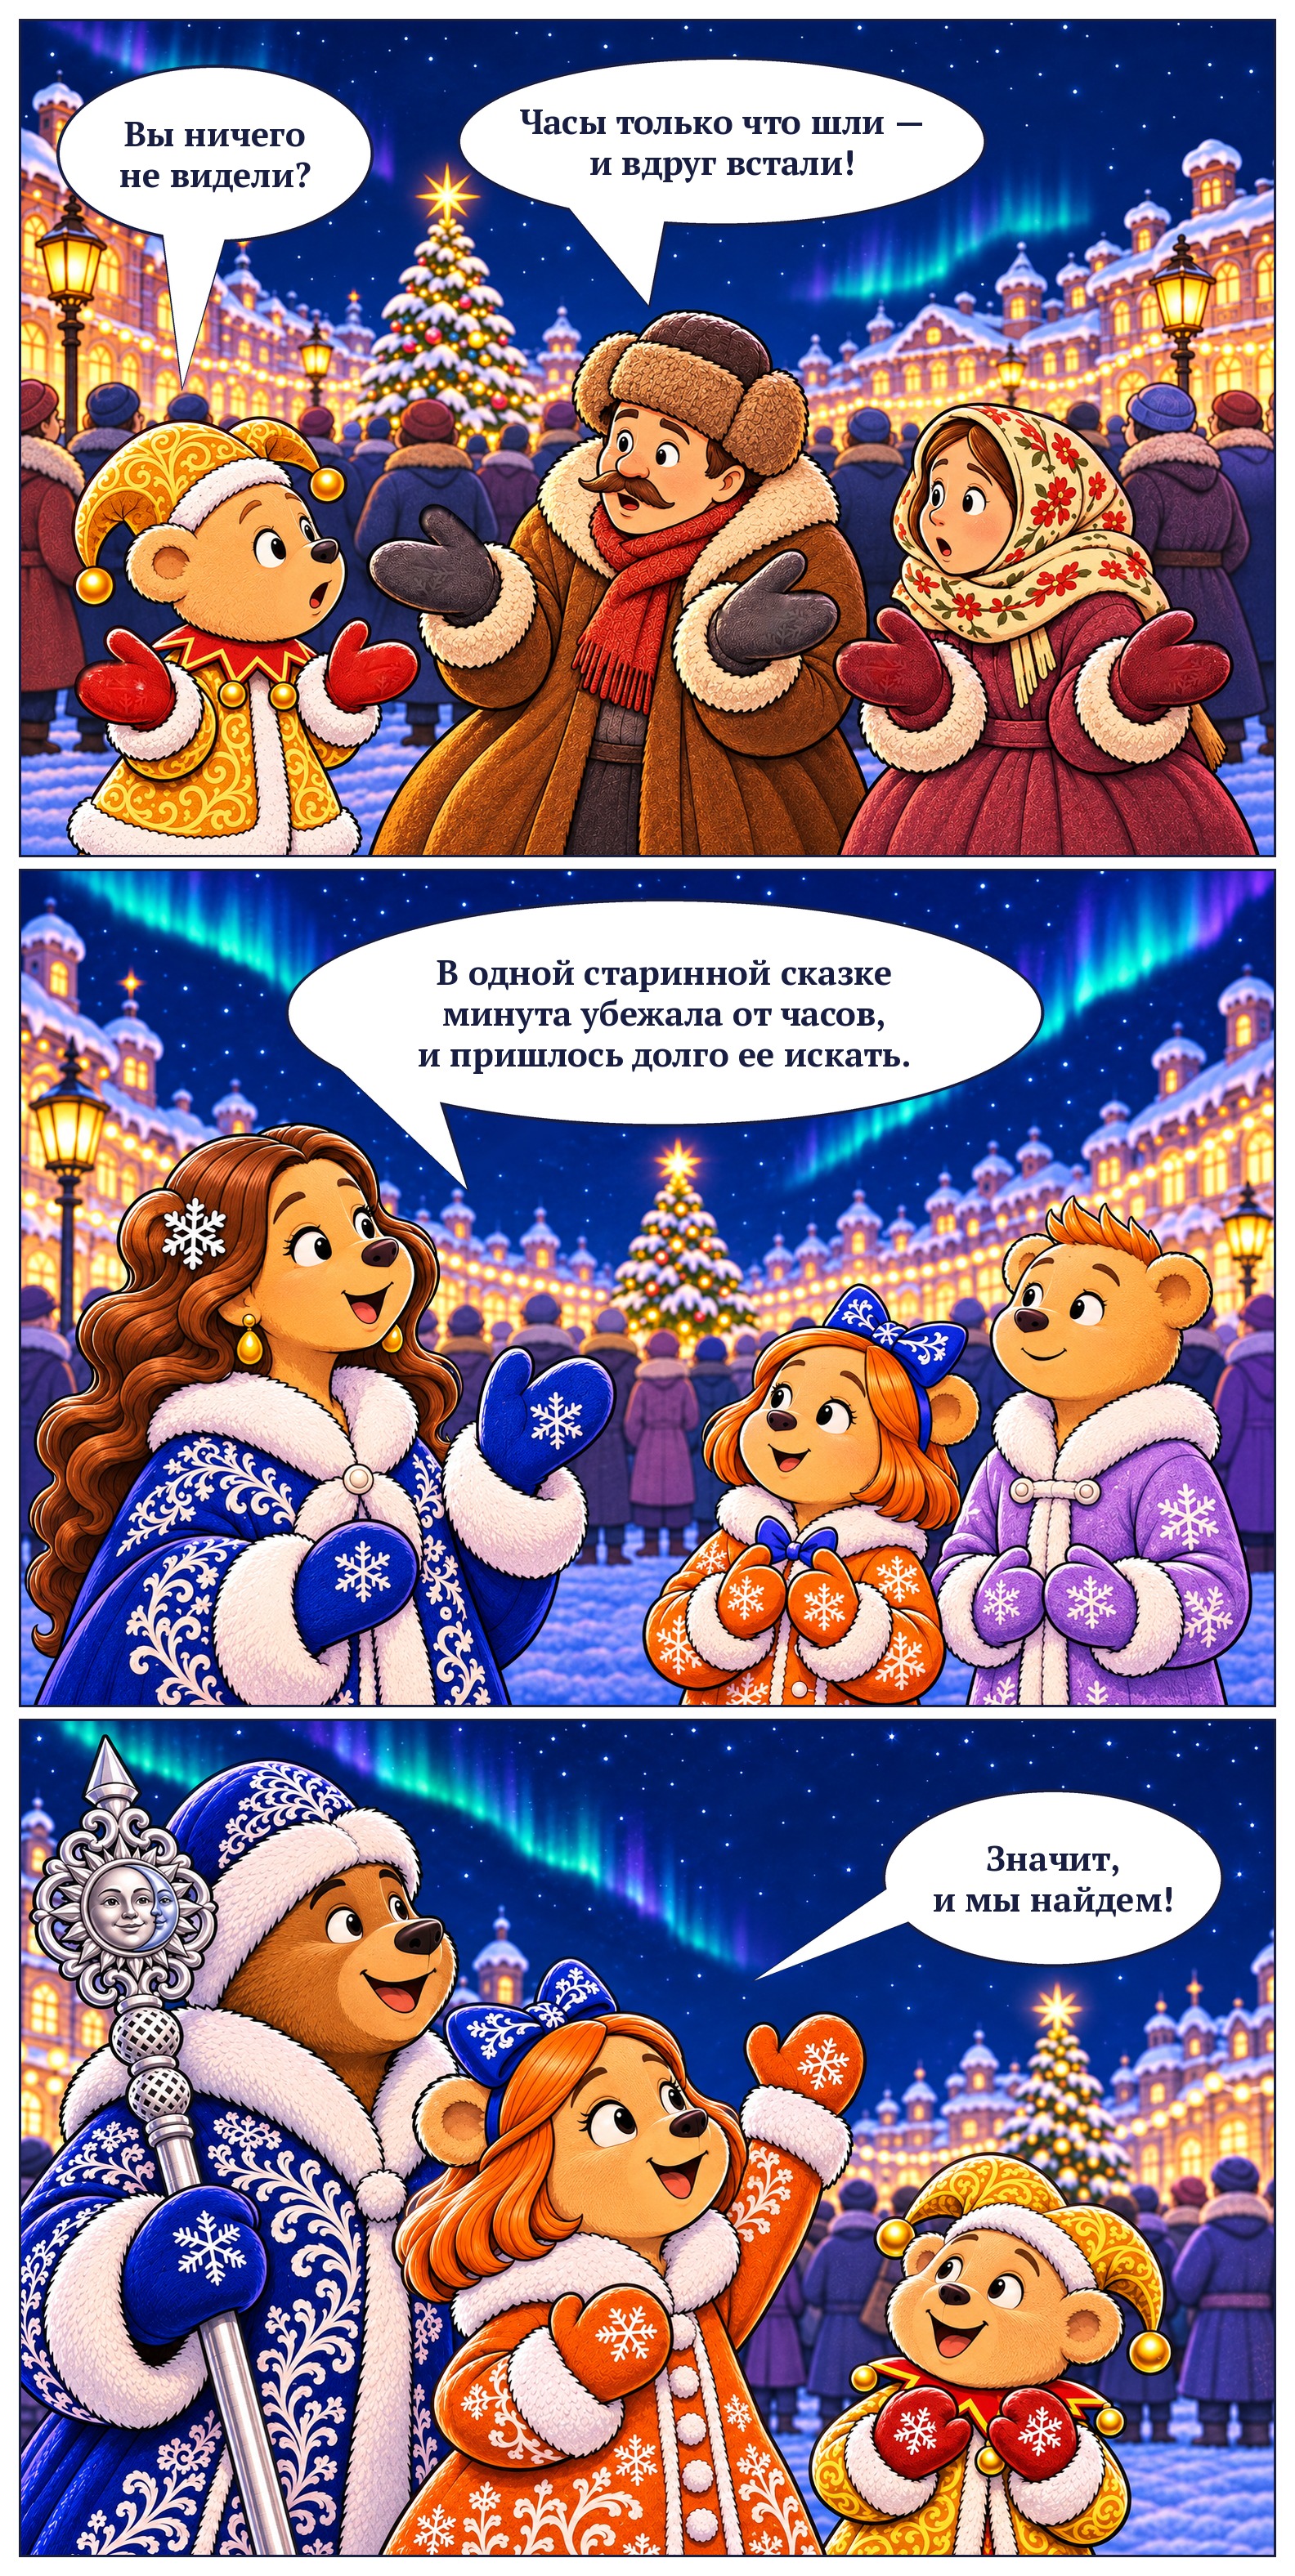 Вы ничего
не видели?
Часы только что шли —
и вдруг встали!
В одной старинной сказке
минута убежала от часов,
и пришлось долго ее искать.
Значит,
и мы найдем!